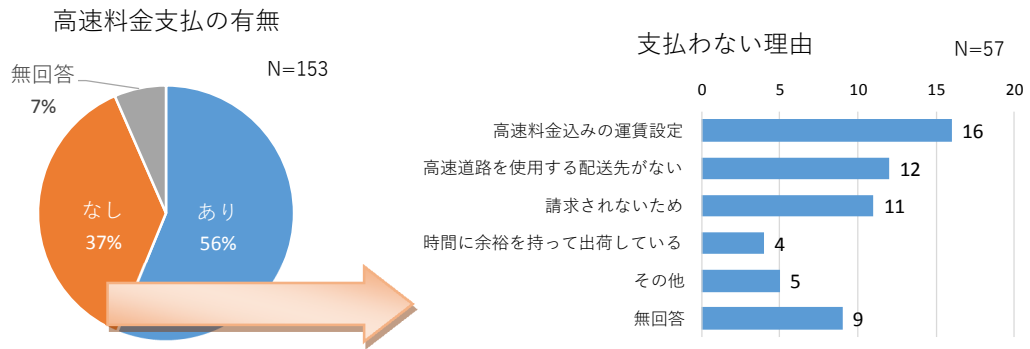 高速料金支払の有無
N=153
無回答
7%
なし
37%
あり
56%
支払わない理由
N=57
0 5 10 15 20
高速料金込みの運賃設定 16
高速道路を使用する配送先がない 12
請求されないため 11
時間に余裕を持って出荷している 4
その他 5
無回答 9